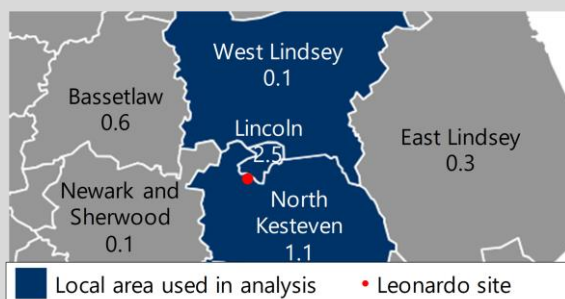 West Lindsey
0.1
Bassetlaw
0.6
Lincoln
2.5
East Lindsey
0.3
Newark and
Sherwood
0.1
North
Kesteven
1.1
Local area used in analysis
Leonardo site